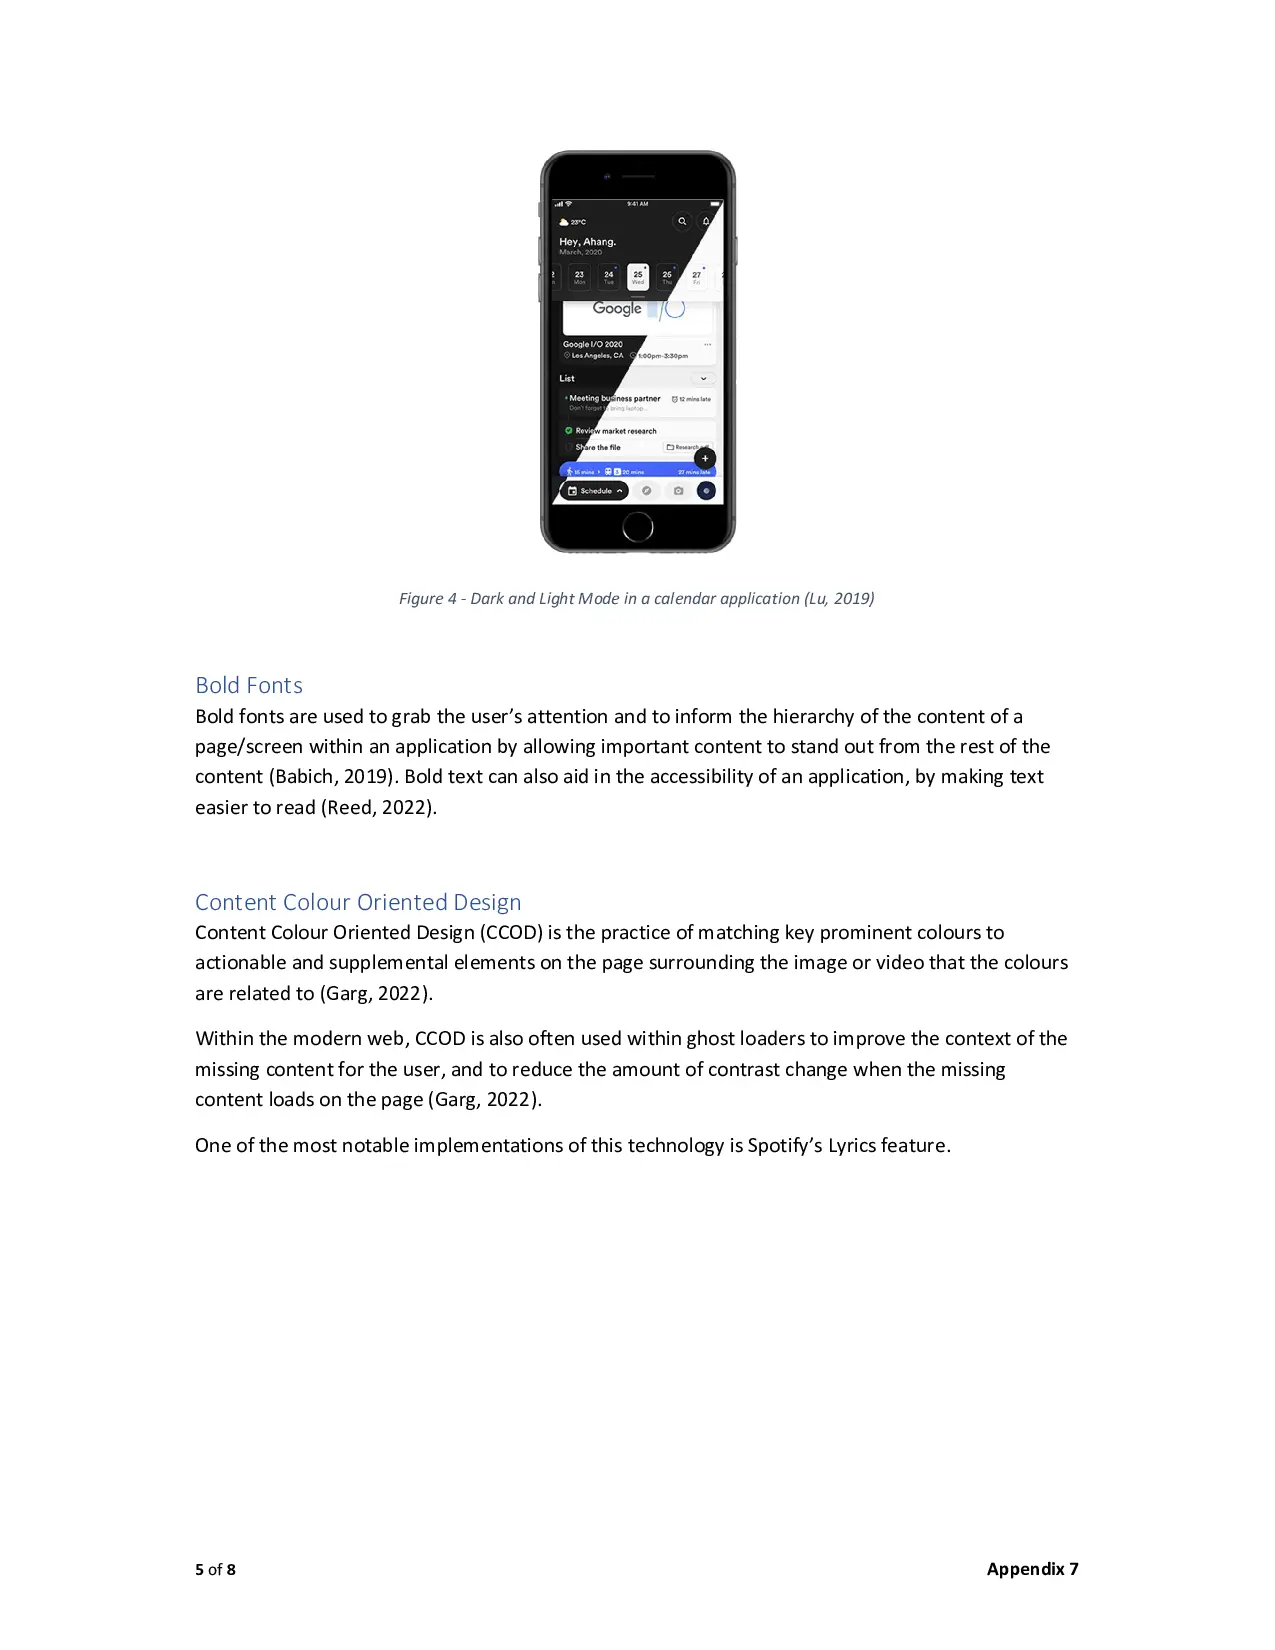 9:41 AM
23°C
Hey, Ahang.
March, 2020
23 24 25 26 27
Mon Tue Wed Thu Fri
Google I/O
Google I/O 2020
Los Angeles, CA 1:00pm-3:30pm
List
Meeting business partner 12 mins late
Don't forget to bring laptop...
Review market research
Share the file
+
16 mins 20 mins 27 mins late
Schedule
Figure 4 - Dark and Light Mode in a calendar application (Lu, 2019)
Bold Fonts
Bold fonts are used to grab the user’s attention and to inform the hierarchy of the content of a
page/screen within an application by allowing important content to stand out from the rest of the
content (Babich, 2019). Bold text can also aid in the accessibility of an application, by making text
easier to read (Reed, 2022).
Content Colour Oriented Design
Content Colour Oriented Design (CCOD) is the practice of matching key prominent colours to
actionable and supplemental elements on the page surrounding the image or video that the colours
are related to (Garg, 2022).
Within the modern web, CCOD is also often used within ghost loaders to improve the context of the
missing content for the user, and to reduce the amount of contrast change when the missing
content loads on the page (Garg, 2022).
One of the most notable implementations of this technology is Spotify’s Lyrics feature.
5 of 8 Appendix 7